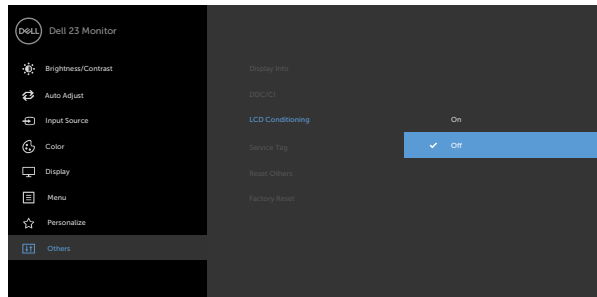 DELL Dell 23 Monitor
Brightness/Contrast
Auto Adjust
Input Source
Color
Display
Menu
Personalize
Others
Display Info
DDC/CI
LCD Conditioning
Service Tag
Reset Others
Factory Reset
On
Off